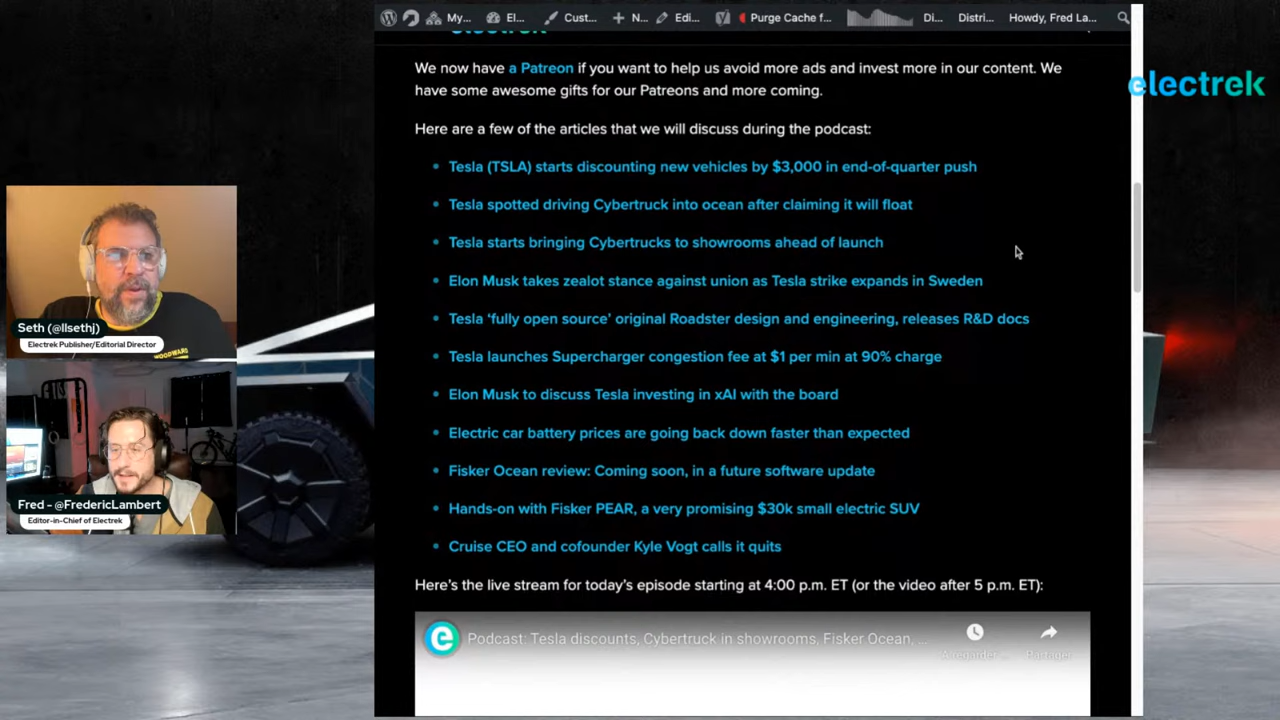 My...
El...
Cust...
N...
Edi...
Purge Cache f...
Di...
Distri...
Howdy, Fred La...
electrek
We now have a Patreon if you want to help us avoid more ads and invest more in our content. We
have some awesome gifts for our Patreons and more coming.
electrek
Here are a few of the articles that we will discuss during the podcast:
Tesla (TSLA) starts discounting new vehicles by $3,000 in end-of-quarter push
Tesla spotted driving Cybertruck into ocean after claiming it will float
Tesla starts bringing Cybertrucks to showrooms ahead of launch
Elon Musk takes zealot stance against union as Tesla strike expands in Sweden
Tesla ‘fully open source’ original Roadster design and engineering, releases R&D docs
Tesla launches Supercharger congestion fee at $1 per min at 90% charge
Elon Musk to discuss Tesla investing in xAI with the board
Electric car battery prices are going back down faster than expected
Fisker Ocean review: Coming soon, in a future software update
Hands-on with Fisker PEAR, a very promising $30k small electric SUV
Cruise CEO and cofounder Kyle Vogt calls it quits
Here’s the live stream for today’s episode starting at 4:00 p.m. ET (or the video after 5 p.m. ET):
e
Podcast: Tesla discounts, Cybertruck in showrooms, Fisker Ocean, ...
À regarder ...
Partager
Seth (@llsethj)
Electrek Publisher/Editorial Director
WOODWARD
Fred - @FredericLambert
Editor-in-Chief of Electrek